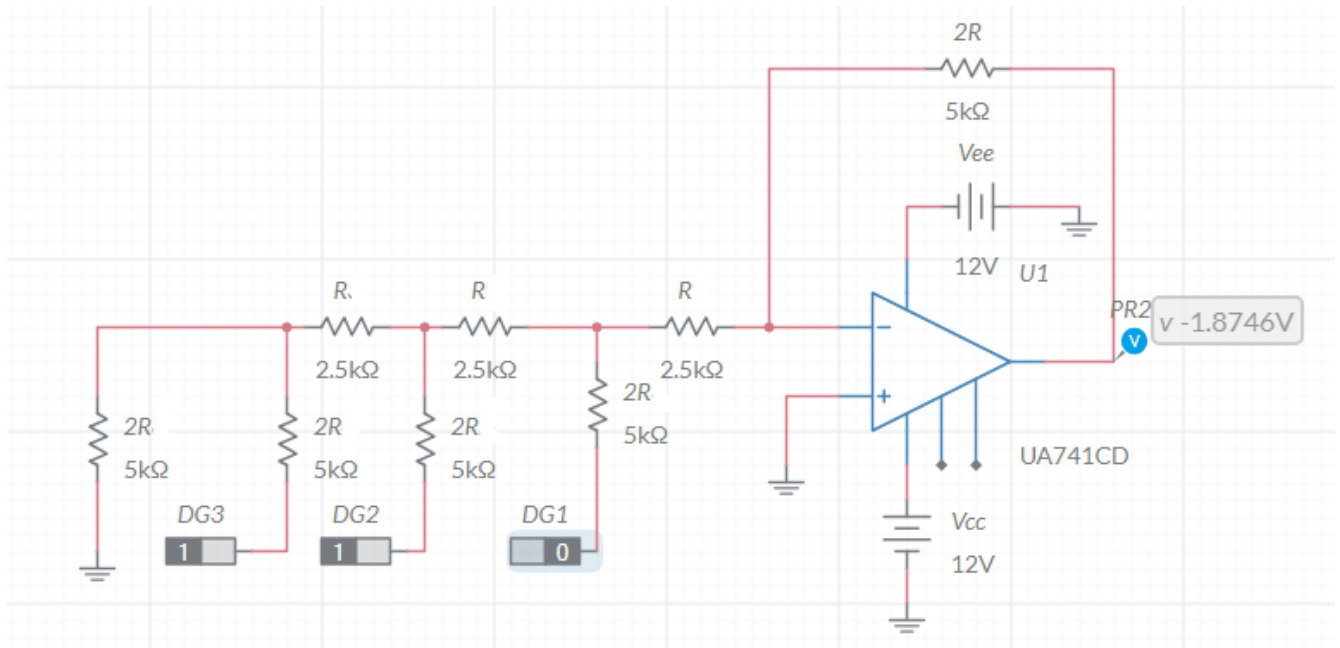 2R
5kΩ
Vee
12V
U1
R
R
R
PR2
v -1.8746V
2.5kΩ
2.5kΩ
2.5kΩ
−
+
V
2R
5kΩ
2R
5kΩ
2R
5kΩ
2R
5kΩ
UA741CD
DG3
DG2
DG1
1
1
0
Vcc
12V